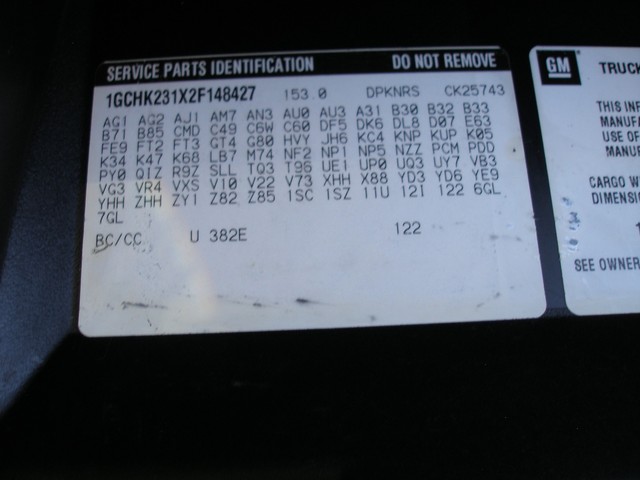 SERVICE PARTS IDENTIFICATION DO NOT REMOVE
1GCHK231X2F148427 153.0 DPKNRS CK25743
AG1 AG2 AJ1 AM7 AN3 AU0 AU3 A31 B30 B32 B33
B71 B85 CMD C49 C6W C60 DF5 DK6 DL8 D07 E63
FE9 FT2 FT3 GT4 G80 HVY JH6 KC4 KNP KUP K05
K34 K47 K68 LB7 M74 NF2 NP1 NP5 NZZ PCM PDD
PY0 QIZ R9Z SLL TQ3 T96 UE1 UP0 UQ3 UY7 VB3
VG3 VR4 VXS V10 V22 V73 XHH X88 YD3 YD6 YE9
YHH ZHH ZY1 Z82 Z85 1SC 1SZ 11U 12I 122 6GL
7GL
BC/CC U 382E 122
GM TRUCK
THIS INF
MANUFA
USE OF
MANU
CARGO W
DIMENSIO
1
SEE OWNER